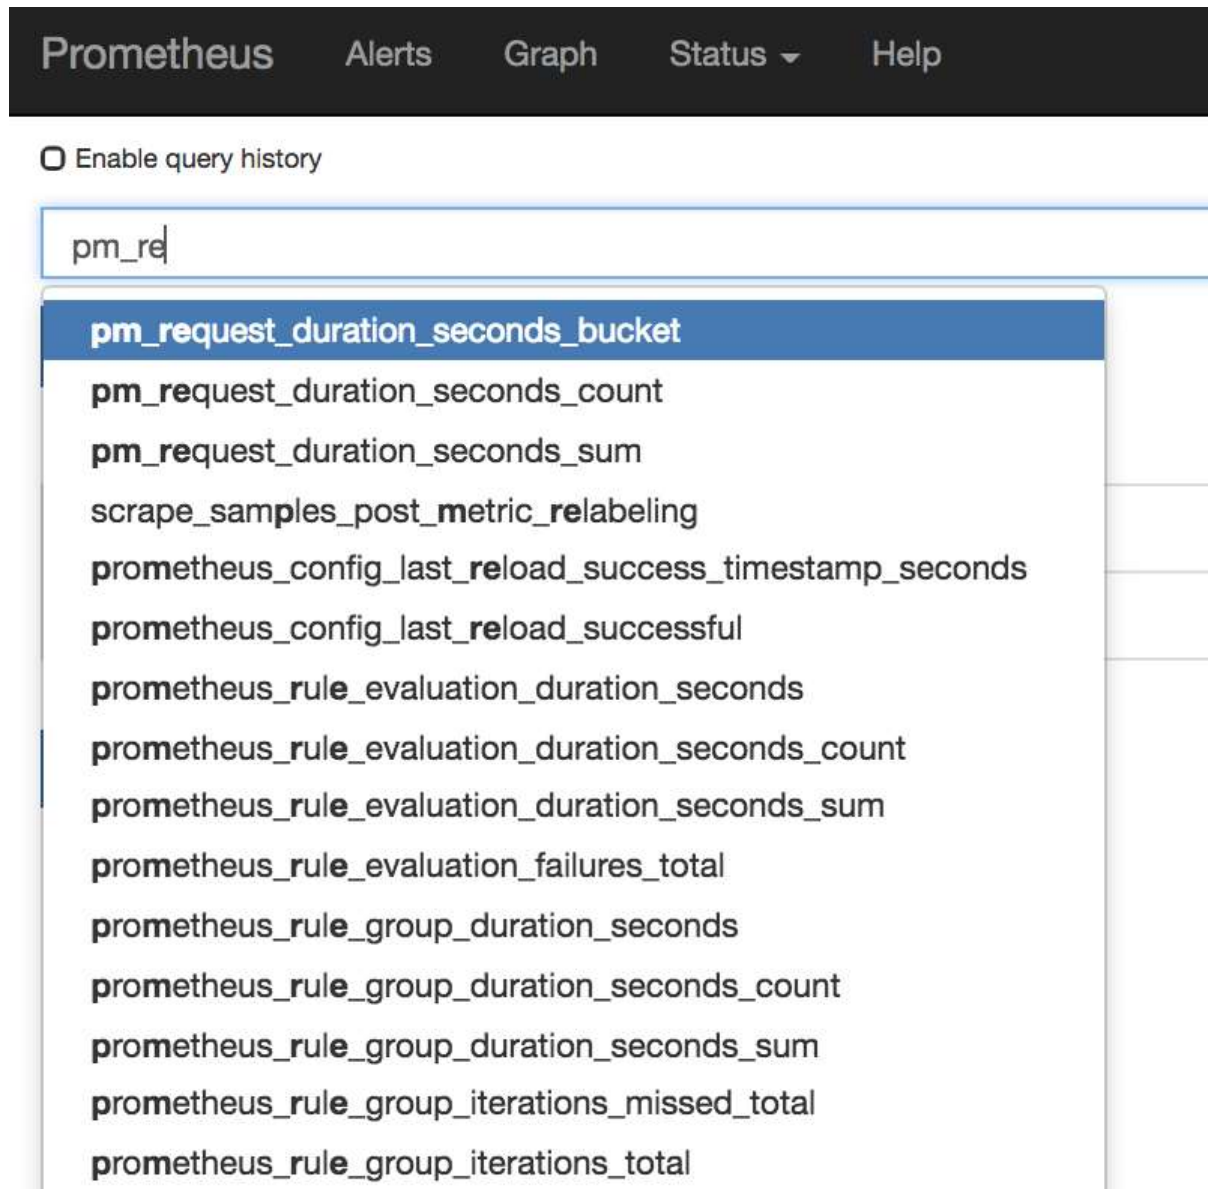 Prometheus Alerts Graph Status Help
Enable query history
pm_re
pm_request_duration_seconds_bucket
pm_request_duration_seconds_count
pm_request_duration_seconds_sum
scrape_samples_post_metric_relabeling
prometheus_config_last_reload_success_timestamp_seconds
prometheus_config_last_reload_successful
prometheus_rule_evaluation_duration_seconds
prometheus_rule_evaluation_duration_seconds_count
prometheus_rule_evaluation_duration_seconds_sum
prometheus_rule_evaluation_failures_total
prometheus_rule_group_duration_seconds
prometheus_rule_group_duration_seconds_count
prometheus_rule_group_duration_seconds_sum
prometheus_rule_group_iterations_missed_total
prometheus_rule_group_iterations_total